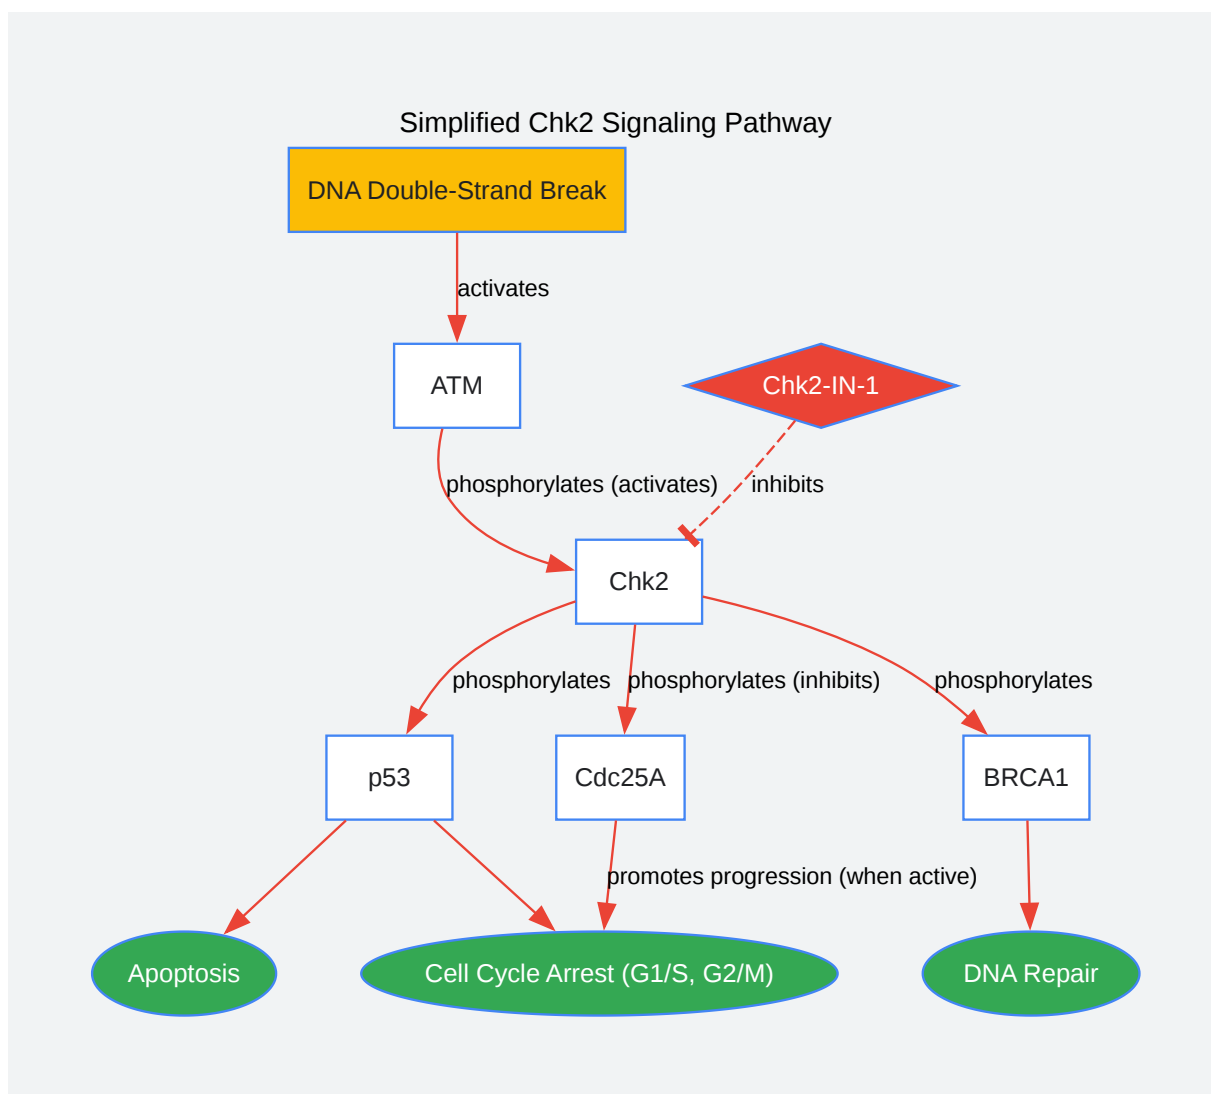 Simplified Chk2 Signaling Pathway
DNA Double-Strand Break
activates
ATM
Chk2-IN-1
phosphorylates (activates)
inhibits
Chk2
phosphorylates
phosphorylates (inhibits)
phosphorylates
p53
Cdc25A
BRCA1
promotes progression (when active)
Apoptosis
Cell Cycle Arrest (G1/S, G2/M)
DNA Repair